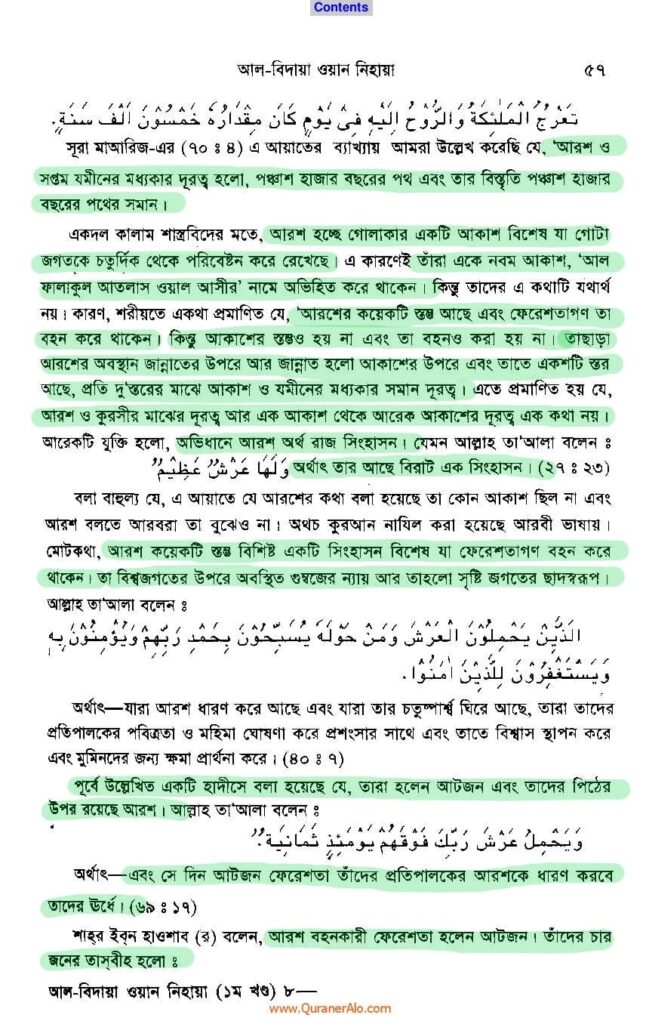 Contents
আল-বিদায়া ওয়ান নিহায়া ৫৭
تَعْرُجُ الْمَلٰئِكَةُ وَالرُّوْحُ اِلَيْهِ فِىْ يَوْمٍ كَانَ مِقْدَارُهٗ خَمْسُوْنَ اَلْفَ سَنَةٍ.
সূরা মাআরিজ-এর (৭০ ঃ ৪) এ আয়াতের ব্যাখ্যায় আমরা উল্লেখ করেছি যে, ‘আরশ ও
সপ্তম যমীনের মধ্যকার দূরত্ব হলো, পঞ্চাশ হাজার বছরের পথ এবং তার বিস্তৃতি পঞ্চাশ হাজার
বছরের পথের সমান।
একদল কালাম শাস্ত্রবিদের মতে, আরশ হচ্ছে গোলাকার একটি আকাশ বিশেষ যা গোটা
জগতকে চতুর্দিক থেকে পরিবেষ্টন করে রেখেছে। এ কারণেই তাঁরা একে নবম আকাশ, ‘আল
ফালাকুল আতলাস ওয়াল আসীর’ নামে অভিহিত করে থাকেন। কিন্তু তাদের এ কথাটি যথার্থ
নয়। কারণ, শরীয়তে একথা প্রমাণিত যে, ‘আরশের কয়েকটি স্তম্ভ আছে এবং ফেরেশতাগণ তা
বহন করে থাকেন। কিন্তু আকাশের স্তম্ভও হয় না এবং তা বহনও করা হয় না। তাছাড়া
আরশের অবস্থান জান্নাতের উপরে আর জান্নাত হলো আকাশের উপরে এবং তাতে একশটি স্তর
আছে, প্রতি দু’স্তরের মাঝে আকাশ ও যমীনের মধ্যকার সমান দূরত্ব। এতে প্রমাণিত হয় যে,
আরশ ও কুরসীর মাঝের দূরত্ব আর এক আকাশ থেকে আরেক আকাশের দূরত্ব এক কথা নয়।
আরেকটি যুক্তি হলো, অভিধানে আরশ অর্থ রাজ সিংহাসন। যেমন আল্লাহ তা‘আলা বলেন ঃ
وَلَهَا عَرْشٌ عَظِيْمٌ অর্থাৎ তার আছে বিরাট এক সিংহাসন। (২৭ ঃ ২৩)
বলা বাহুল্য যে, এ আয়াতে যে আরশের কথা বলা হয়েছে তা কোন আকাশ ছিল না এবং
আরশ বলতে আরবরা তা বুঝেও না। অথচ কুরআন নাযিল করা হয়েছে আরবী ভাষায়।
মোটকথা, আরশ কয়েকটি স্তম্ভ বিশিষ্ট একটি সিংহাসন বিশেষ যা ফেরেশতাগণ বহন করে
থাকেন। তা বিশ্বজগতের উপরে অবস্থিত গুম্বজের ন্যায় আর তাহলো সৃষ্টি জগতের ছাদস্বরূপ।
আল্লাহ তা‘আলা বলেন ঃ
الَّذِيْنَ يَحْمِلُوْنَ الْعَرْشَ وَمَنْ حَوْلَهٗ يُسَبِّحُوْنَ بِحَمْدِ رَبِّهِمْ وَيُؤْمِنُوْنَ بِهٖ
وَيَسْتَغْفِرُوْنَ لِلَّذِيْنَ اٰمَنُوْا.
অর্থাৎ—যারা আরশ ধারণ করে আছে এবং যারা তার চতুষ্পার্শ্ব ঘিরে আছে, তারা তাদের
প্রতিপালকের পবিত্রতা ও মহিমা ঘোষণা করে প্রশংসার সাথে এবং তাতে বিশ্বাস স্থাপন করে
এবং মুমিনদের জন্য ক্ষমা প্রার্থনা করে। (৪০ ঃ ৭)
পূর্বে উল্লেখিত একটি হাদীসে বলা হয়েছে যে, তারা হলেন আটজন এবং তাদের পিঠের
উপর রয়েছে আরশ। আল্লাহ তা‘আলা বলেন ঃ
وَيَحْمِلُ عَرْشَ رَبِّكَ فَوْقَهُمْ يَوْمَئِذٍ ثَمَانِيَةٌ.
অর্থাৎ—এবং সে দিন আটজন ফেরেশতা তাঁদের প্রতিপালকের আরশকে ধারণ করবে
তাদের ঊর্ধে। (৬৯ ঃ ১৭)
শাহ্‌র ইব্‌ন হাওশাব (র) বলেন, আরশ বহনকারী ফেরেশতা হলেন আটজন। তাঁদের চার
জনের তাস্‌বীহ হলো ঃ
আল-বিদায়া ওয়ান নিহায়া (১ম খণ্ড) ৮—
www.QuranerAlo.com